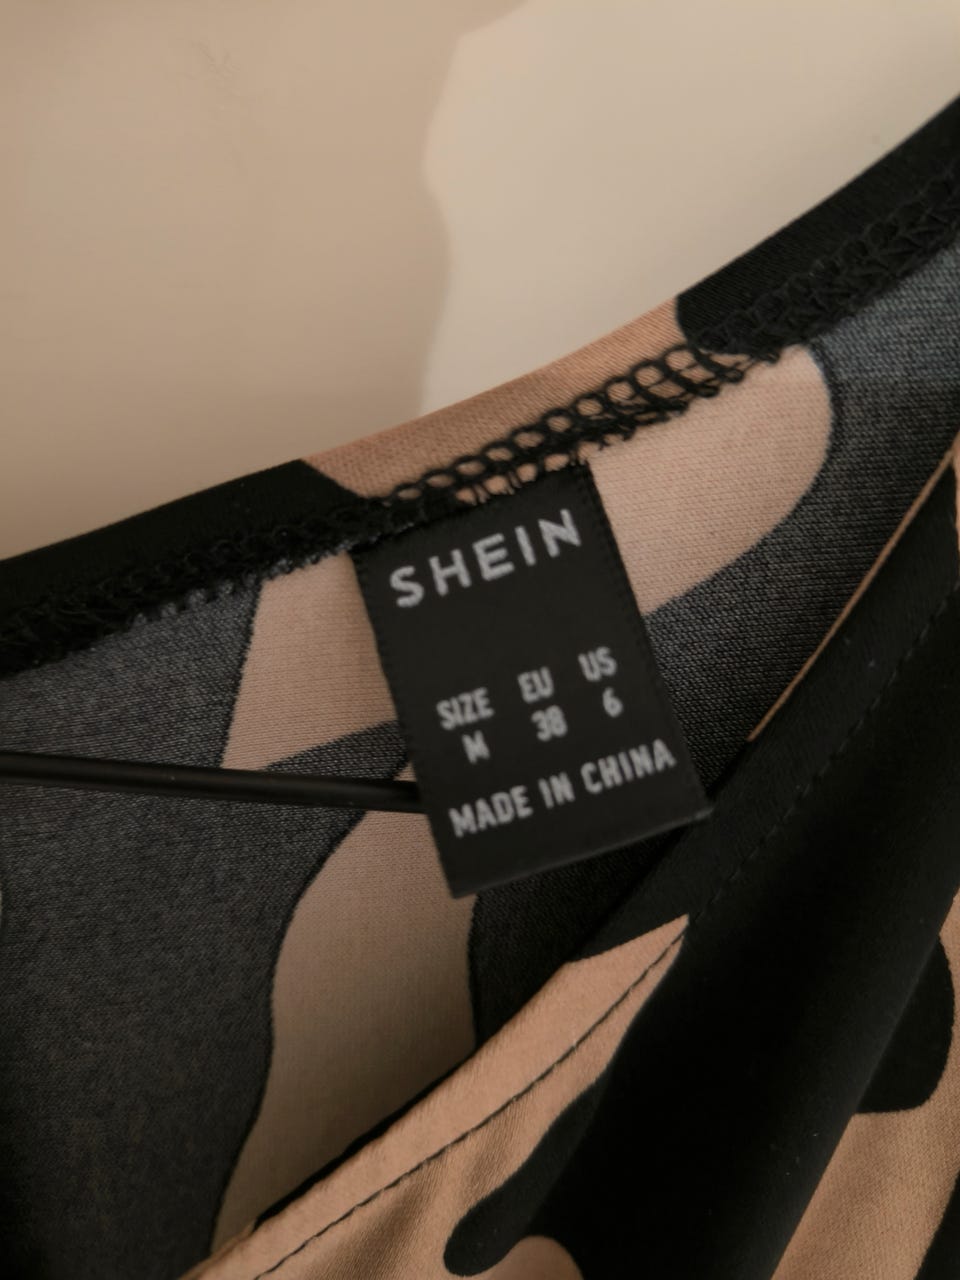 SHEIN
SIZE EU US
M 38 6
MADE IN CHINA